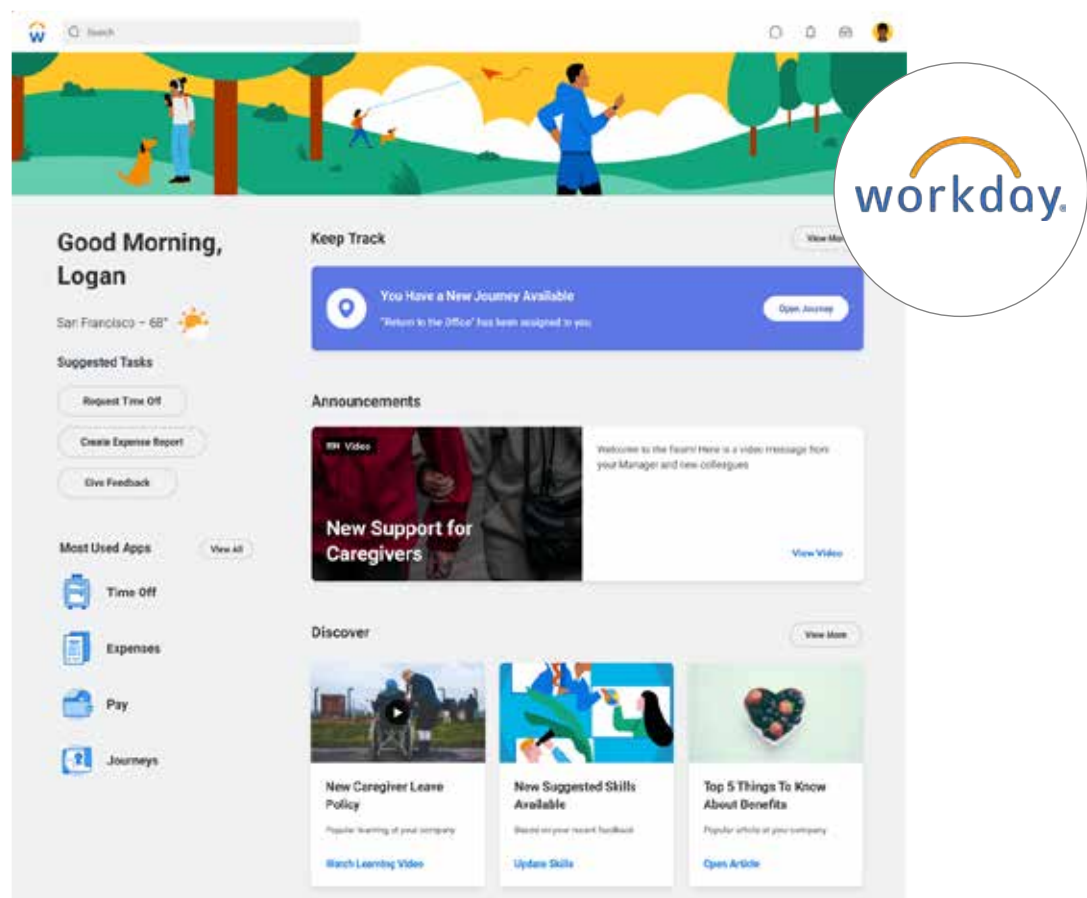 W
Search
workday.
Good Morning,
Logan
San Francisco - 68°
Suggested Tasks
Request Time Off
Create Expense Report
Give Feedback
Most Used Apps
View All
Time Off
Expenses
Pay
Journeys
Keep Track
View More
You Have a New Journey Available
"Return to the Office" has been assigned to you
Open Journey
Announcements
Video
New Support for
Caregivers
Welcome to the Team! Here is a video message from
your Manager and new colleagues
View Video
Discover
View More
New Caregiver Leave
Policy
Popular learning at your company
Watch Learning Video
New Suggested Skills
Available
Based on your recent feedback
Update Skills
Top 5 Things To Know
About Benefits
Popular article at your company
Open Article